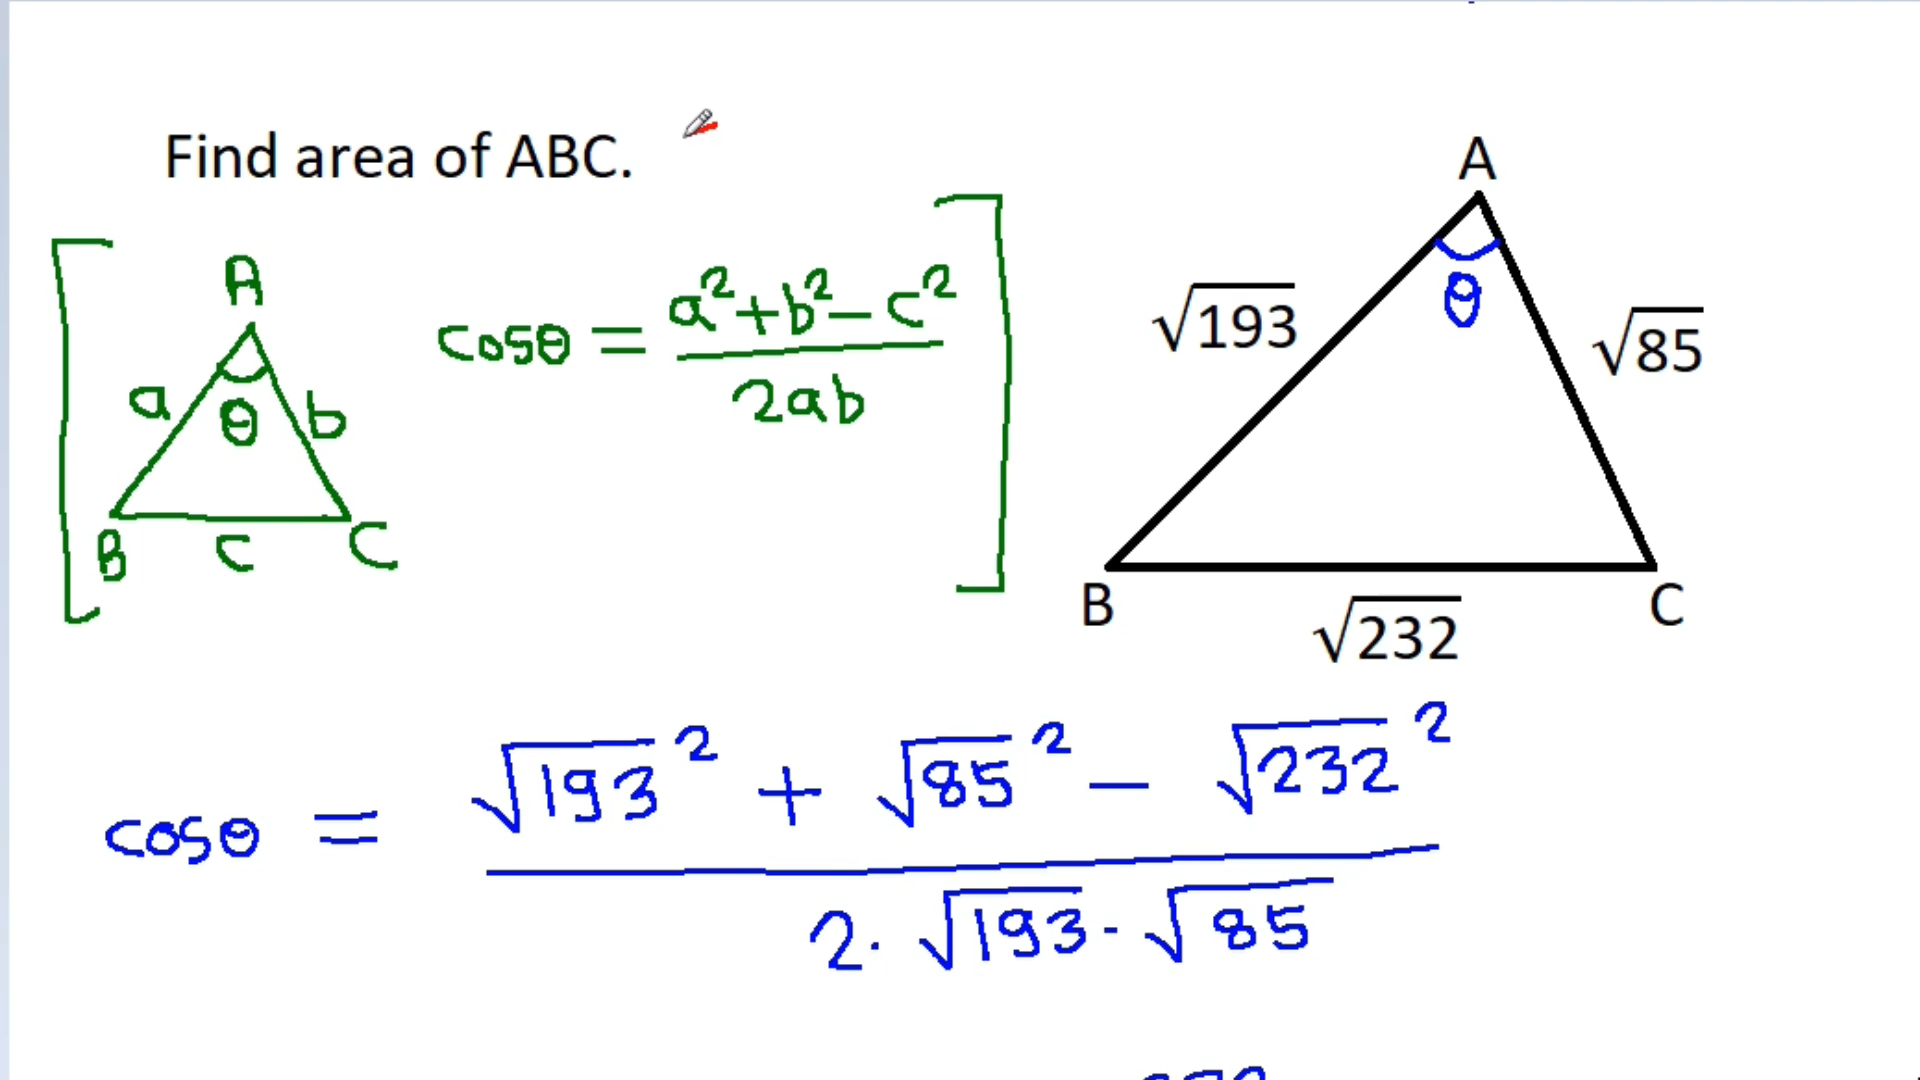 Find area of ABC.
A
a θ b
B c C
cosθ = a²+b²-c² / 2ab
A
θ
√193 √85
B C
√232
cosθ = √193² + √85² - √232² / 2·√193·√85